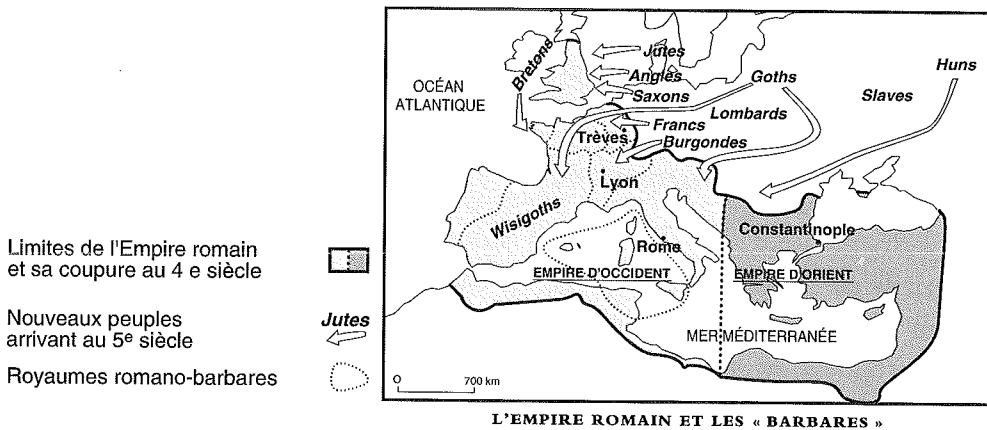 Limites de l'Empire romain
et sa coupure au 4 e siècle
Nouveaux peuples
arrivant au 5e siècle
Jutes
Royaumes romano-barbares
OCÉAN
ATLANTIQUE
Bretons
Jutes
Angles
Saxons
Goths
Huns
Slaves
Lombards
Francs
Trèves
Burgondes
Lyon
Wisigoths
Rome
Constantinople
EMPIRE D'OCCIDENT
EMPIRE D'ORIENT
MER MÉDITERRANÉE
0 700 km
L'EMPIRE ROMAIN ET LES « BARBARES »